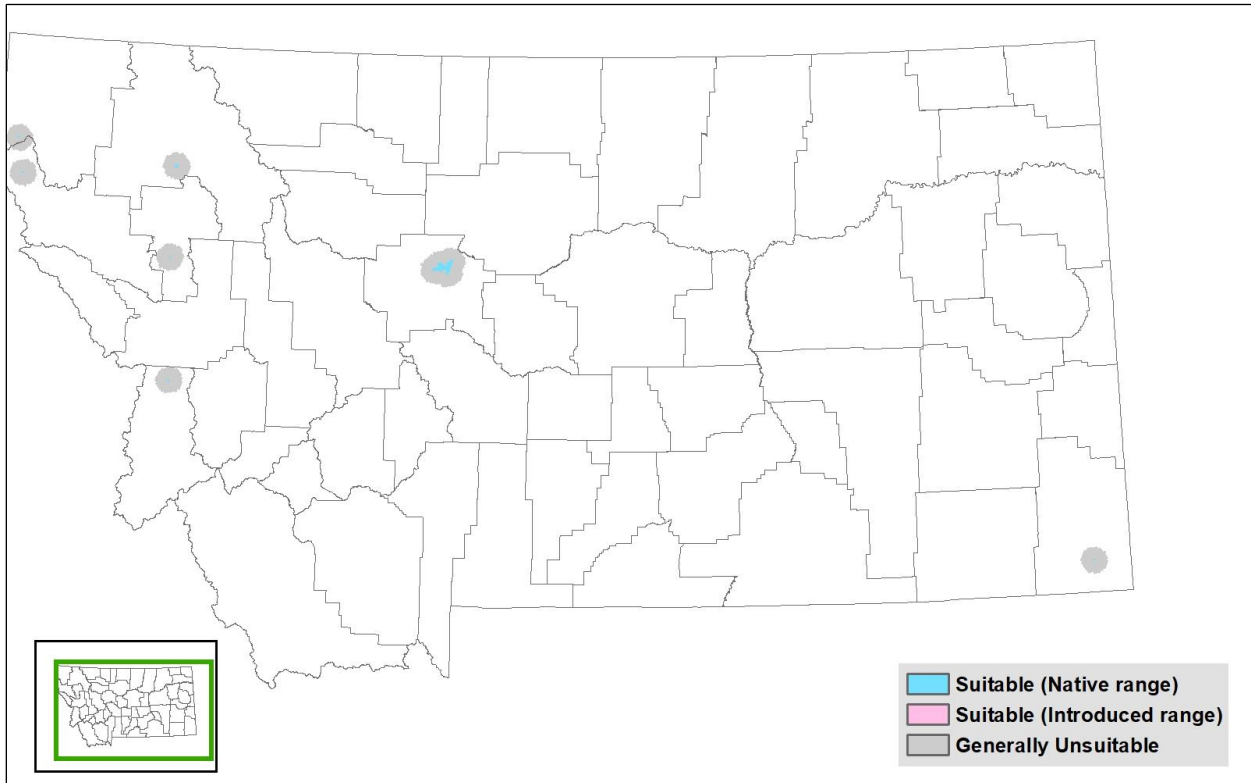 Suitable (Native range)
Suitable (Introduced range)
Generally Unsuitable